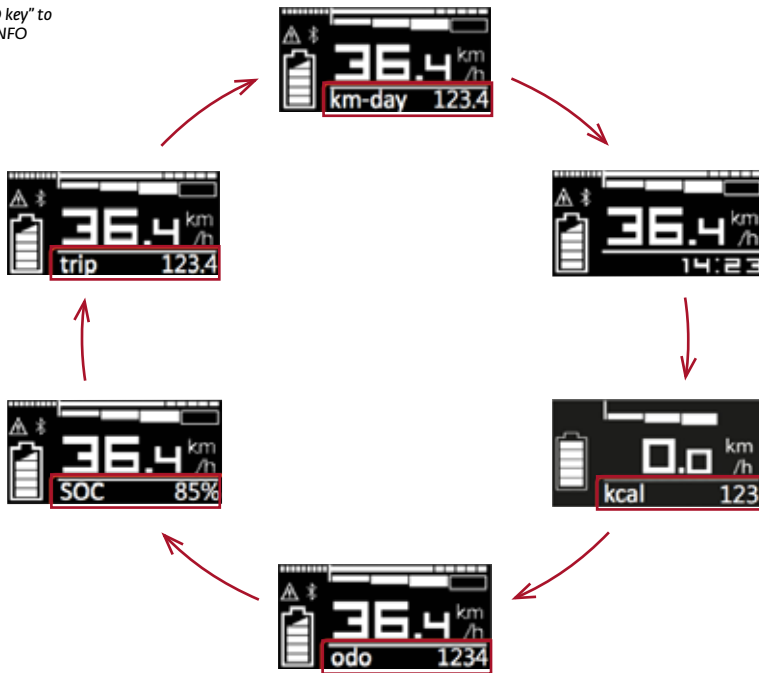 key" to
NFO
36.4 km/h
km-day 123.4
36.4 km/h
trip 123.4
36.4 km/h
14:23
36.4 km/h
SOC 85%
0.0 km/h
kcal 123
36.4 km/h
odo 1234